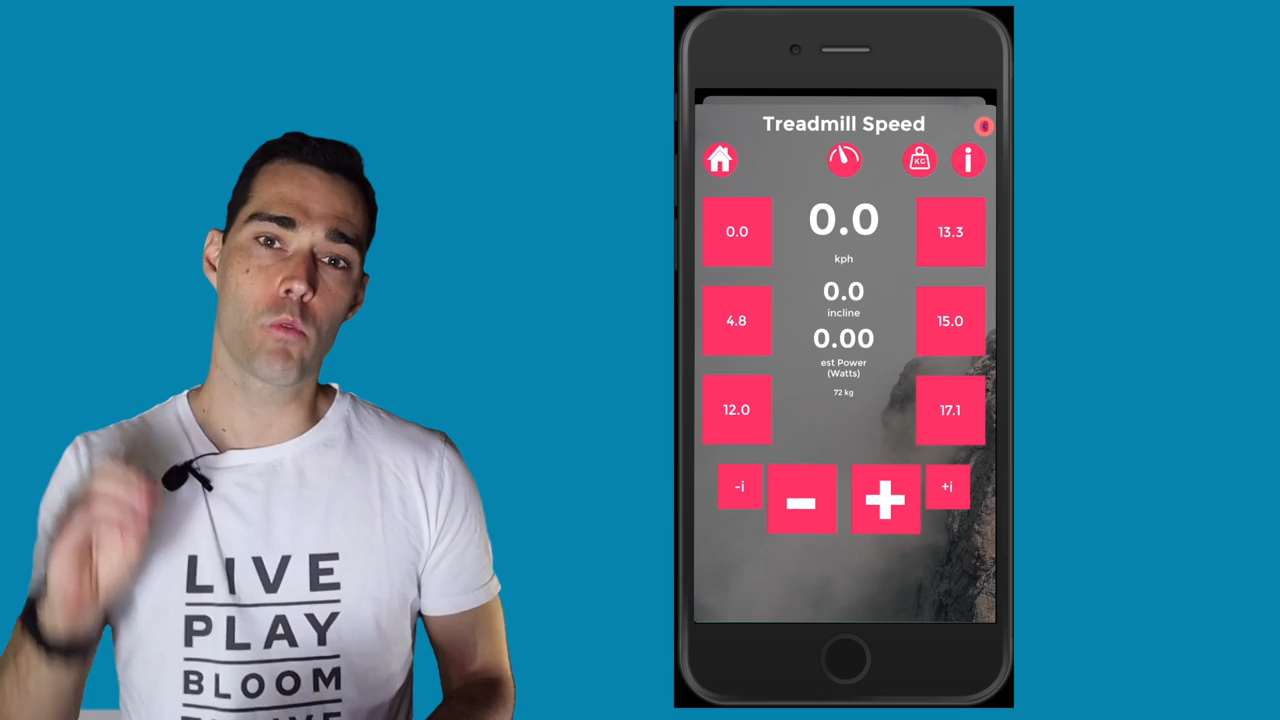 LIVE
PLAY
BLOOM
Treadmill Speed
KG
i
0.0
0.0
13.3
kph
0.0
incline
4.8
15.0
0.00
est Power
(Watts)
72 kg
12.0
17.1
-i
-
+
+i